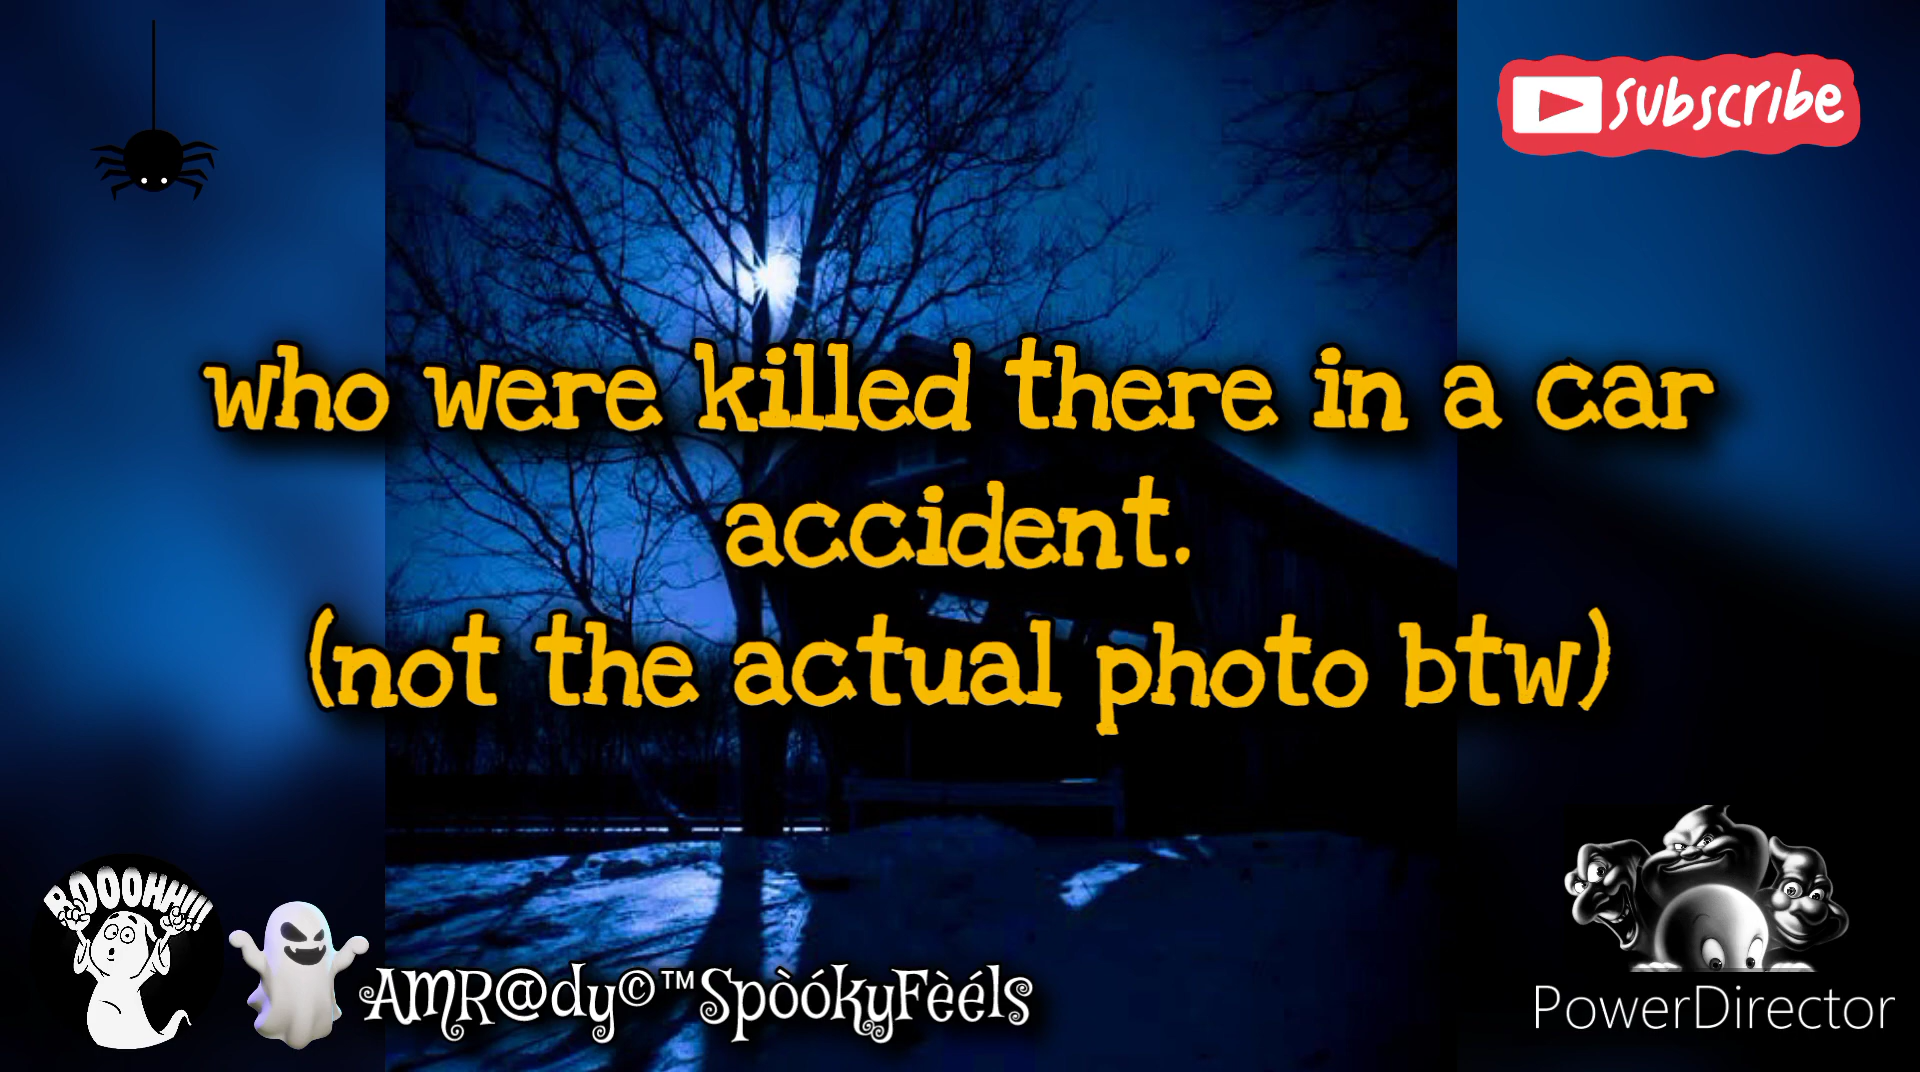 Subscribe
who were killed there in a car
accident.
(not the actual photo btw)
BOOOHH!!!
AMR@dy©™SpòókyFèéls
PowerDirector